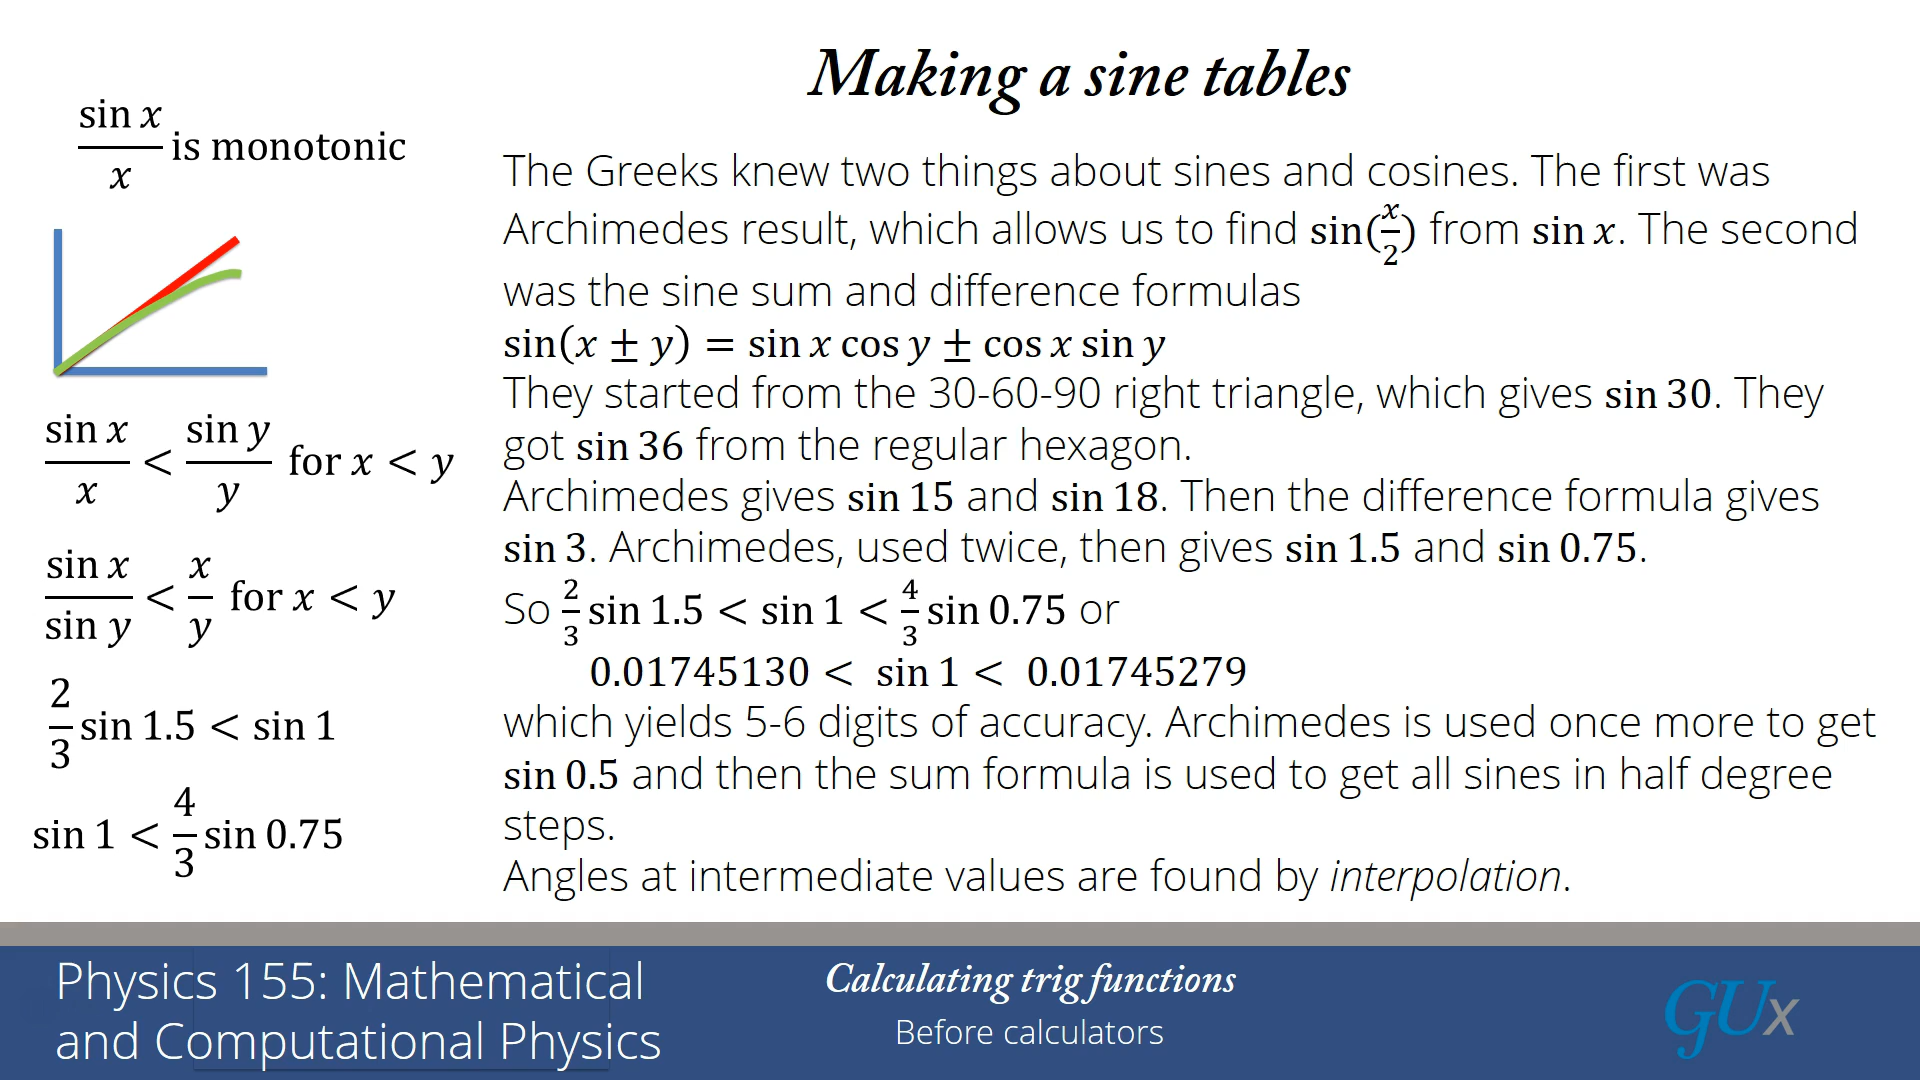 Making a sine tables
sin x / x is monotonic
sin x / x < sin y / y for x < y
sin x / sin y < x / y for x < y
2/3 sin 1.5 < sin 1
sin 1 < 4/3 sin 0.75
The Greeks knew two things about sines and cosines. The first was
Archimedes result, which allows us to find sin(x/2) from sin x. The second
was the sine sum and difference formulas
sin(x ± y) = sin x cos y ± cos x sin y
They started from the 30-60-90 right triangle, which gives sin 30. They
got sin 36 from the regular hexagon.
Archimedes gives sin 15 and sin 18. Then the difference formula gives
sin 3. Archimedes, used twice, then gives sin 1.5 and sin 0.75.
So 2/3 sin 1.5 < sin 1 < 4/3 sin 0.75 or
0.01745130 < sin 1 < 0.01745279
which yields 5-6 digits of accuracy. Archimedes is used once more to get
sin 0.5 and then the sum formula is used to get all sines in half degree
steps.
Angles at intermediate values are found by interpolation.
Physics 155: Mathematical
and Computational Physics
Calculating trig functions
Before calculators
GUx